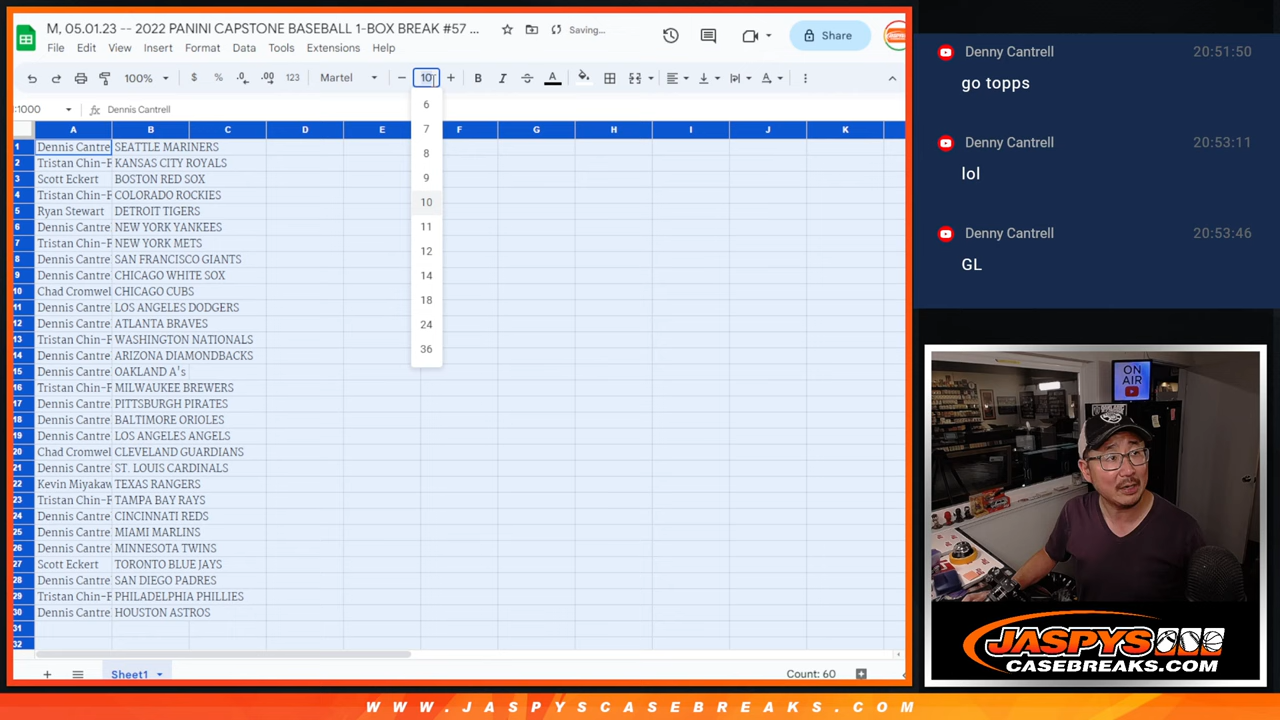 M, 05.01.23 -- 2022 PANINI CAPSTONE BASEBALL 1-BOX BREAK #57 ...
Saving...
Share
File Edit View Insert Format Data Tools Extensions Help
100% $ % .0 .00 123 Martel − 10 + B I A
:1000 fx Dennis Cantrell
A B C D E F G H I J K
1 Dennis Cantre SEATTLE MARINERS
2 Tristan Chin-F KANSAS CITY ROYALS
3 Scott Eckert BOSTON RED SOX
4 Tristan Chin-F COLORADO ROCKIES
5 Ryan Stewart DETROIT TIGERS
6 Dennis Cantre NEW YORK YANKEES
7 Tristan Chin-F NEW YORK METS
8 Dennis Cantre SAN FRANCISCO GIANTS
9 Dennis Cantre CHICAGO WHITE SOX
10 Chad Cromwel CHICAGO CUBS
11 Dennis Cantre LOS ANGELES DODGERS
12 Dennis Cantre ATLANTA BRAVES
13 Tristan Chin-F WASHINGTON NATIONALS
14 Dennis Cantre ARIZONA DIAMONDBACKS
15 Dennis Cantre OAKLAND A's
16 Tristan Chin-F MILWAUKEE BREWERS
17 Dennis Cantre PITTSBURGH PIRATES
18 Dennis Cantre BALTIMORE ORIOLES
19 Dennis Cantre LOS ANGELES ANGELS
20 Chad Cromwel CLEVELAND GUARDIANS
21 Dennis Cantre ST. LOUIS CARDINALS
22 Kevin Miyakaw TEXAS RANGERS
23 Tristan Chin-F TAMPA BAY RAYS
24 Dennis Cantre CINCINNATI REDS
25 Dennis Cantre MIAMI MARLINS
26 Dennis Cantre MINNESOTA TWINS
27 Scott Eckert TORONTO BLUE JAYS
28 Dennis Cantre SAN DIEGO PADRES
29 Tristan Chin-F PHILADELPHIA PHILLIES
30 Dennis Cantre HOUSTON ASTROS
31
32
6
7
8
9
10
11
12
14
18
24
36
Sheet1
Count: 60
Denny Cantrell 20:51:50
go topps
Denny Cantrell 20:53:11
lol
Denny Cantrell 20:53:46
GL
ON
AIR
JASPYS
CASEBREAKS.COM
WWW.JASPYSCASEBREAKS.COM